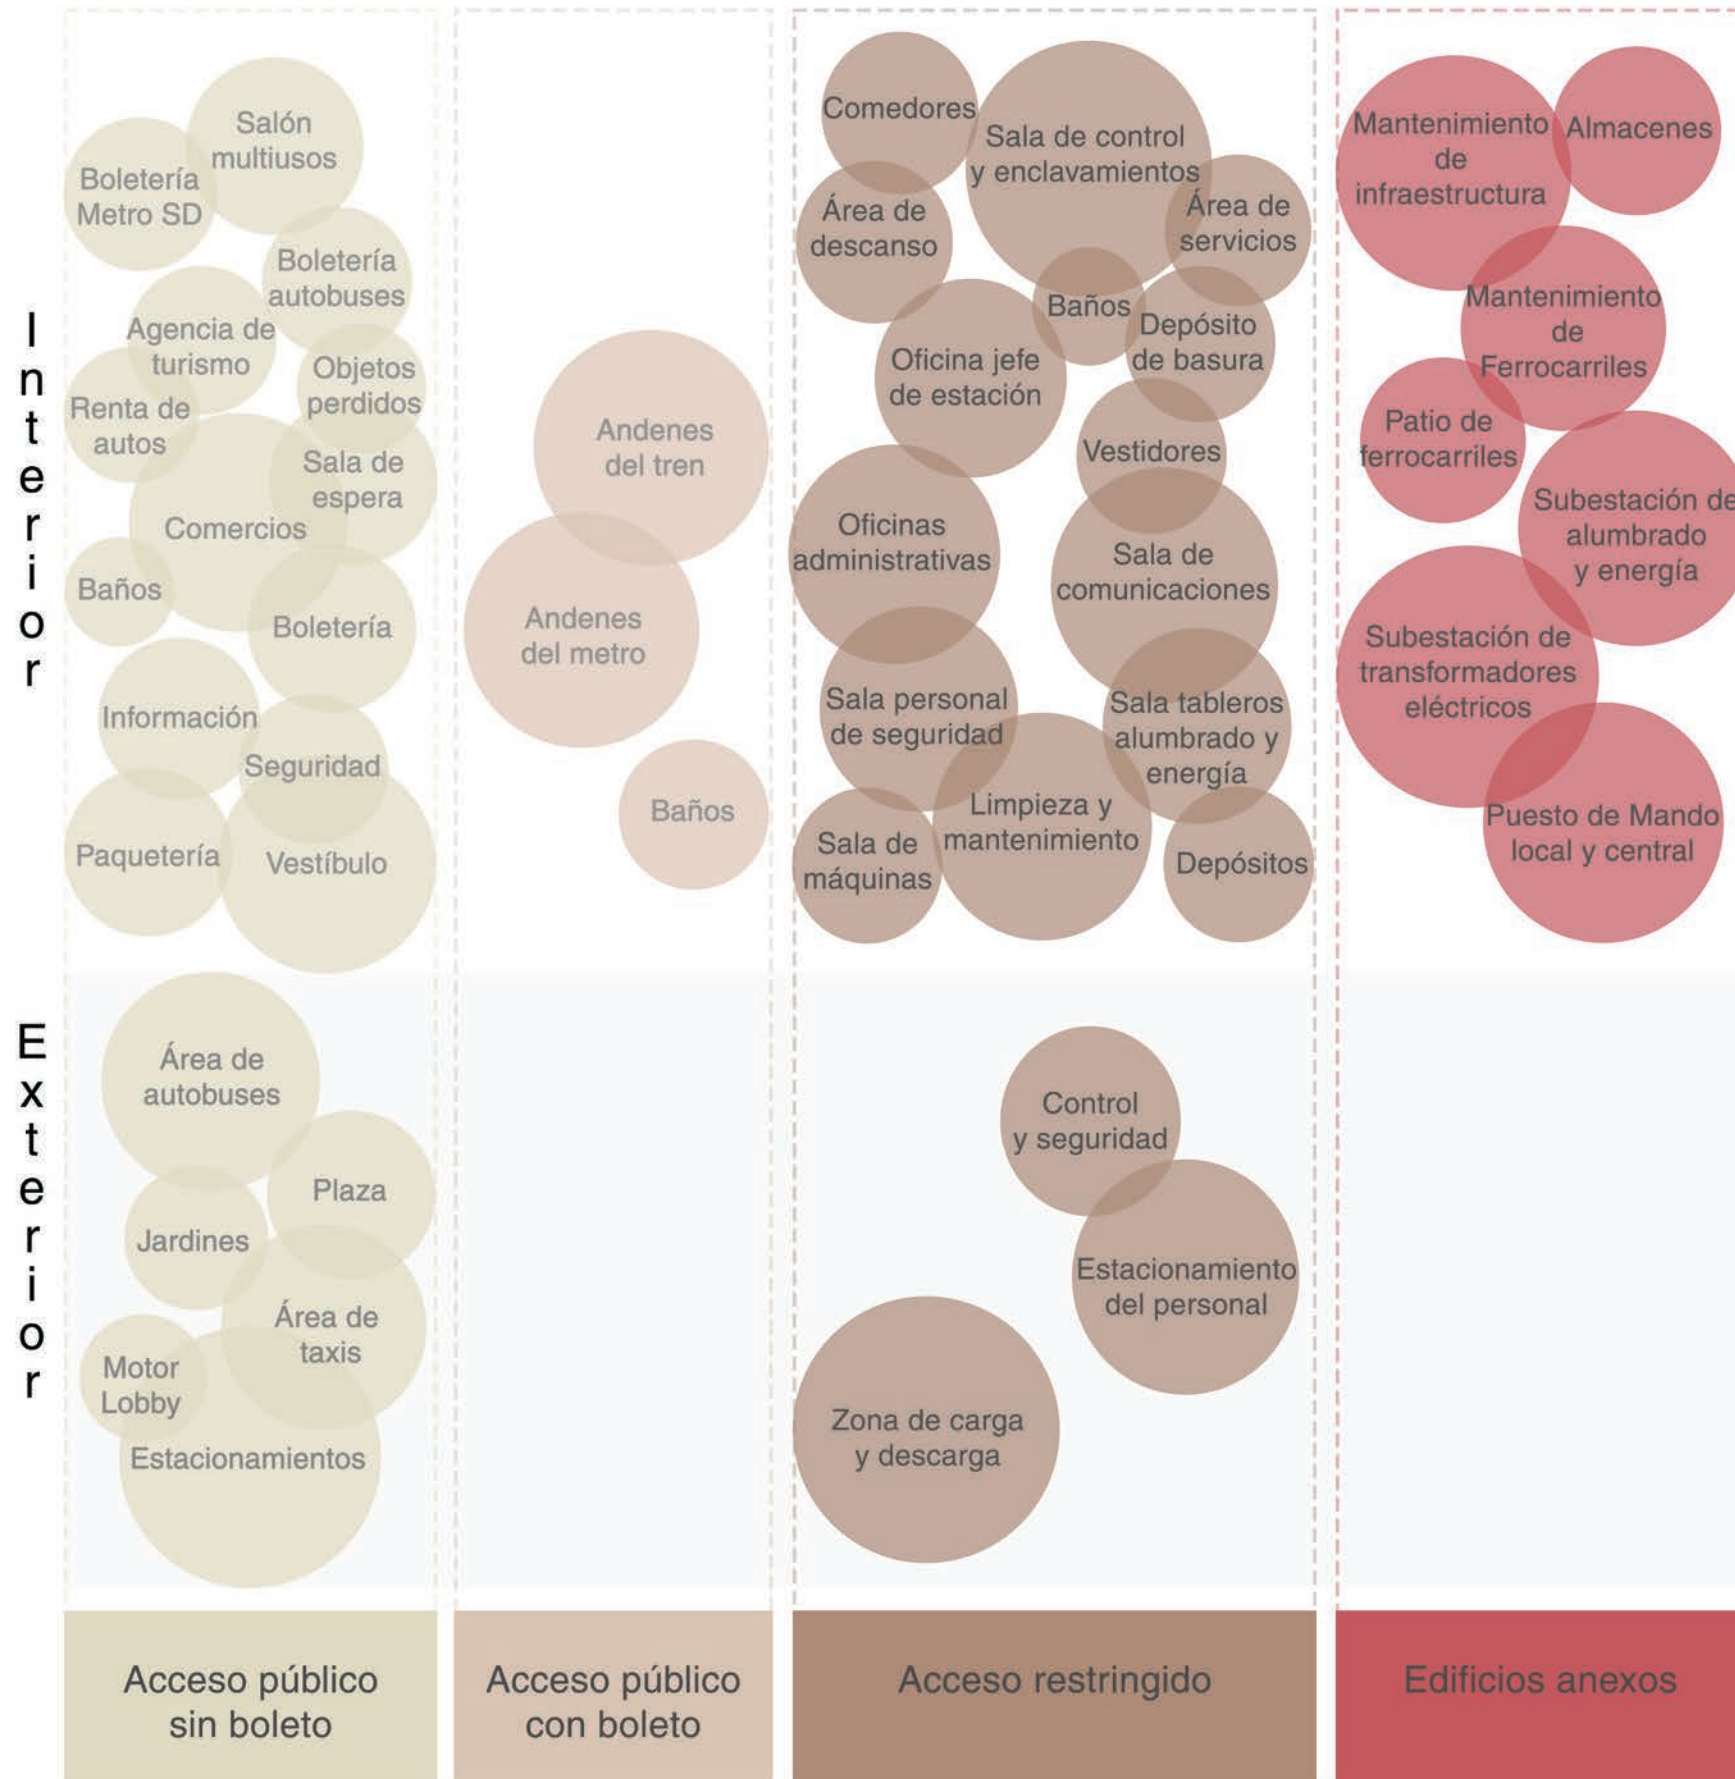 Interior
Salón
multiusos
Boletería
Metro SD
Boletería
autobuses
Agencia de
turismo
Objetos
perdidos
Renta de
autos
Sala de
espera
Comercios
Baños
Boletería
Información
Seguridad
Paquetería
Vestíbulo
Andenes
del tren
Andenes
del metro
Baños
Comedores
Sala de control
y enclavamientos
Área de
descanso
Área de
servicios
Baños
Depósito
de basura
Oficina jefe
de estación
Vestidores
Oficinas
administrativas
Sala de
comunicaciones
Sala personal
de seguridad
Sala tableros
alumbrado y
energía
Limpieza y
mantenimiento
Sala de
máquinas
Depósitos
Mantenimiento
de
infraestructura
Almacenes
Mantenimiento
de
Ferrocarriles
Patio de
ferrocarriles
Subestación de
alumbrado
y energía
Subestación de
transformadores
eléctricos
Puesto de Mando
local y central
Exterior
Área de
autobuses
Plaza
Jardines
Área de
taxis
Motor
Lobby
Estacionamientos
Control
y seguridad
Estacionamiento
del personal
Zona de carga
y descarga
Acceso público
sin boleto
Acceso público
con boleto
Acceso restringido
Edificios anexos